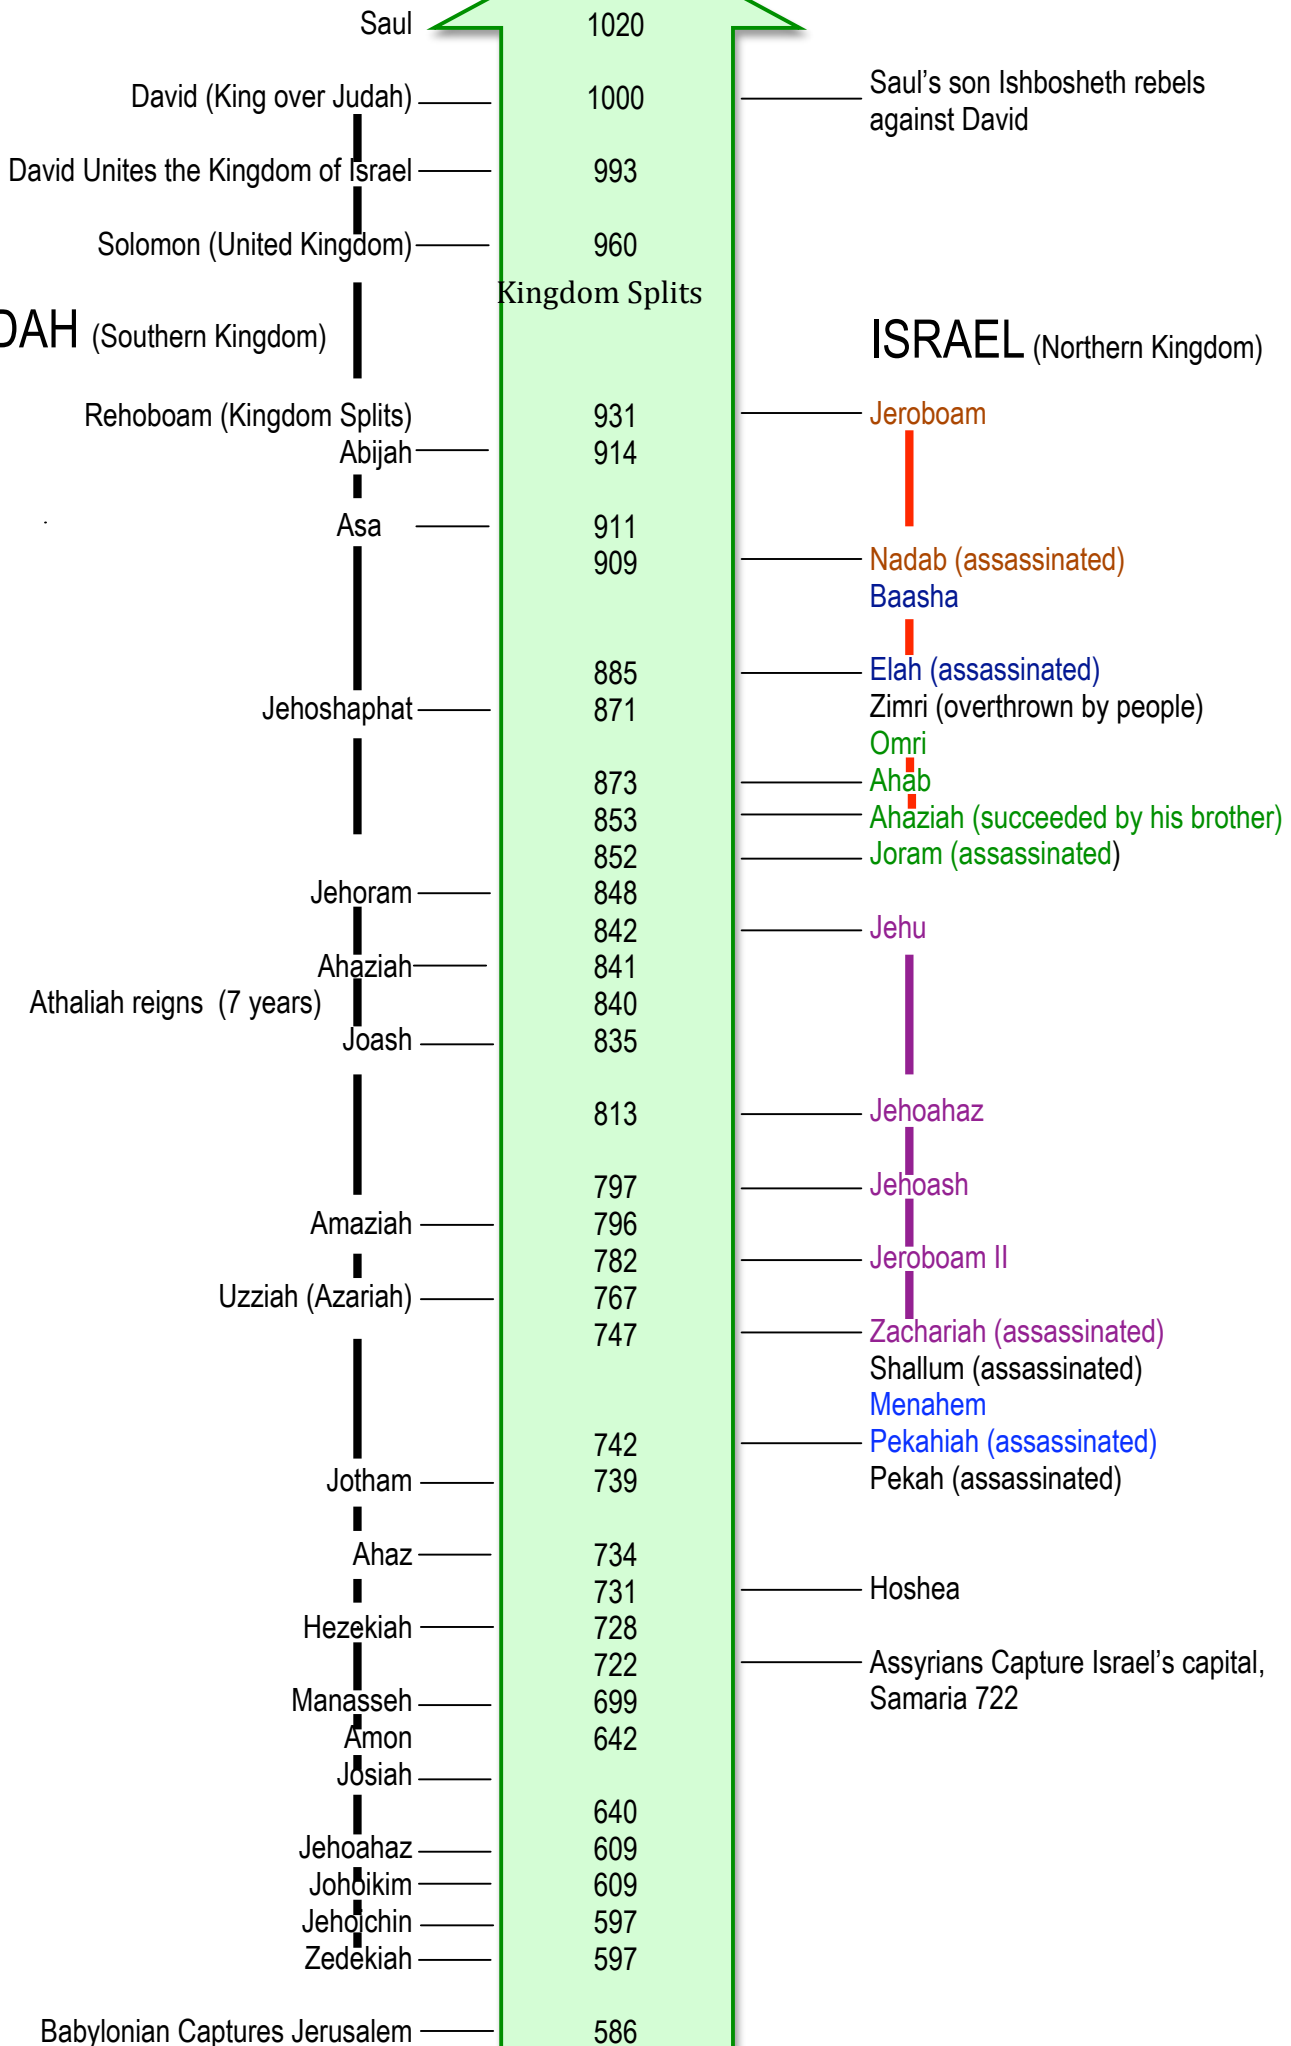 Saul 1020
David (King over Judah) 1000 Saul's son Ishbosheth rebels
against David
David Unites the Kingdom of Israel 993
Solomon (United Kingdom) 960
Kingdom Splits
DAH (Southern Kingdom) ISRAEL (Northern Kingdom)
Rehoboam (Kingdom Splits) 931 Jeroboam
Abijah 914
Asa 911
909 Nadab (assassinated)
Baasha
885 Elah (assassinated)
Jehoshaphat 871 Zimri (overthrown by people)
Omri
873 Ahab
853 Ahaziah (succeeded by his brother)
852 Joram (assassinated)
Jehoram 848
842 Jehu
Ahaziah 841
Athaliah reigns (7 years) 840
Joash 835
813 Jehoahaz
797 Jehoash
Amaziah 796
782 Jeroboam II
Uzziah (Azariah) 767
747 Zachariah (assassinated)
Shallum (assassinated)
Menahem
742 Pekahiah (assassinated)
Jotham 739 Pekah (assassinated)
Ahaz 734
731 Hoshea
Hezekiah 728
722 Assyrians Capture Israel's capital,
Manasseh 699 Samaria 722
Amon 642
Josiah
640
Jehoahaz 609
Johoikim 609
Jehoichin 597
Zedekiah 597
Babylonian Captures Jerusalem 586